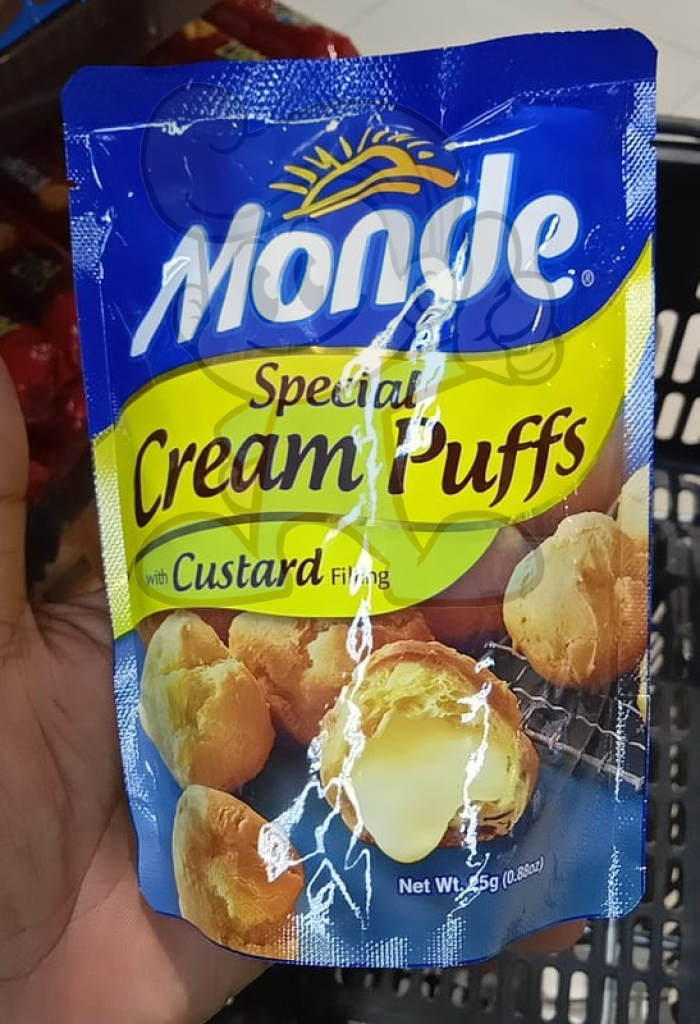 Monde®
Special
Cream Puffs
with Custard Filling
Net Wt. 25g (0.88oz)